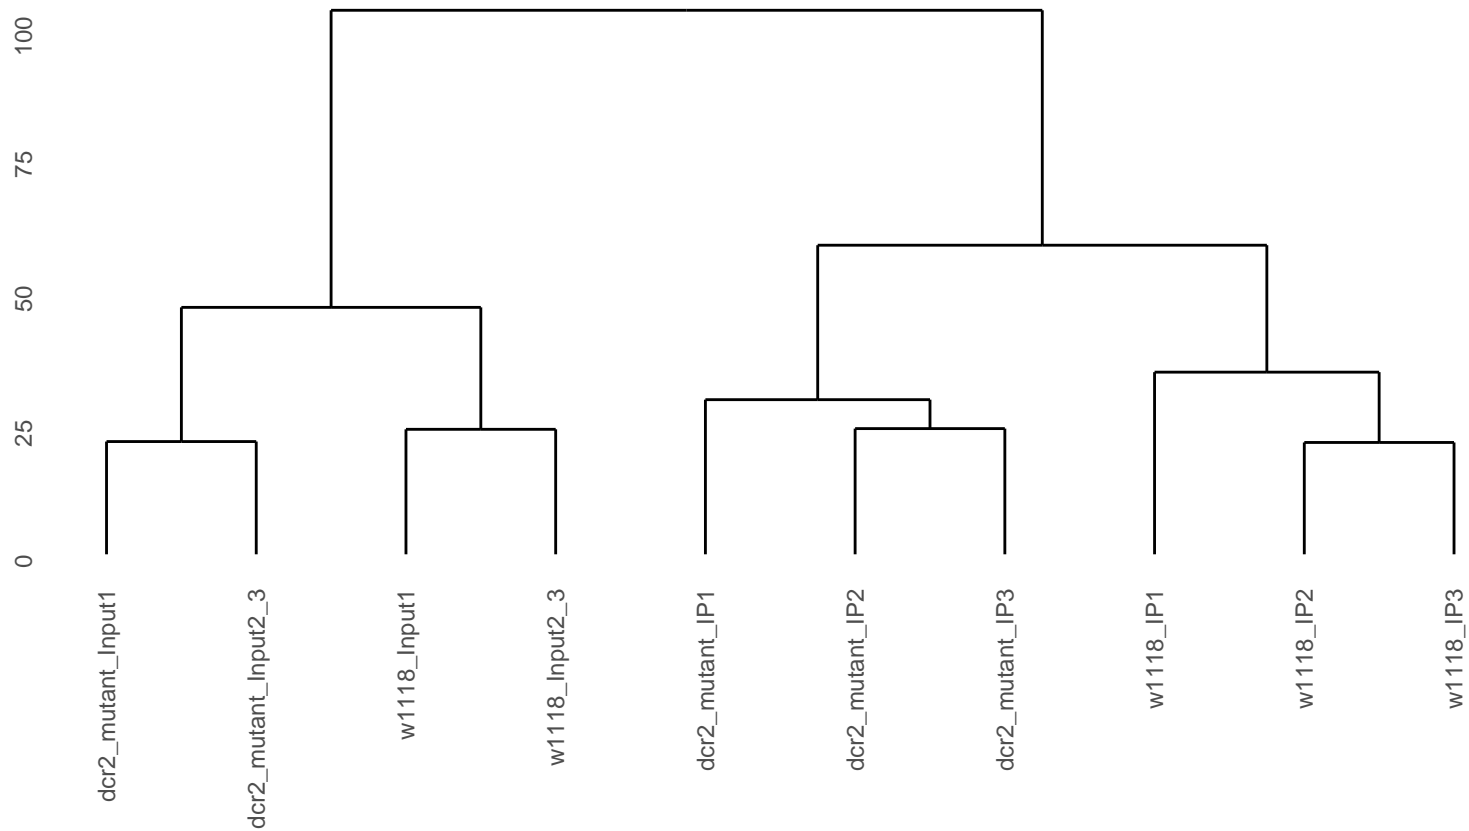 100
75
50
25
0
dcr2_mutant_Input1
dcr2_mutant_Input2_3
w1118_Input1
w1118_Input2_3
dcr2_mutant_IP1
dcr2_mutant_IP2
dcr2_mutant_IP3
w1118_IP1
w1118_IP2
w1118_IP3